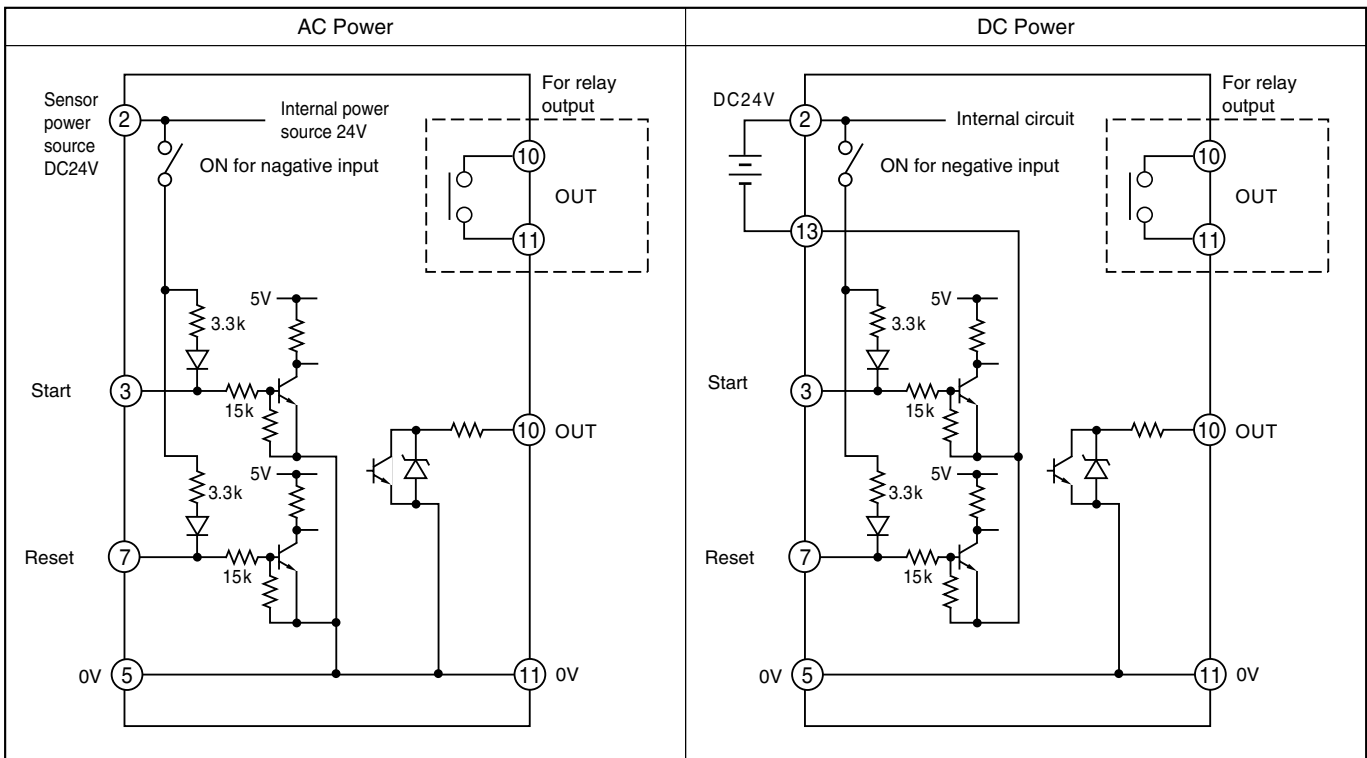 AC Power
DC Power
Sensor
power
source
DC24V
2
Internal power
source 24V
ON for nagative input
For relay
output
10
OUT
11
5V
3.3k
Start
3
15k
10
OUT
5V
3.3k
Reset
7
15k
0V
5
11
0V
DC24V
2
Internal circuit
ON for negative input
For relay
output
10
OUT
11
13
5V
3.3k
Start
3
15k
10
OUT
5V
3.3k
Reset
7
15k
0V
5
11
0V